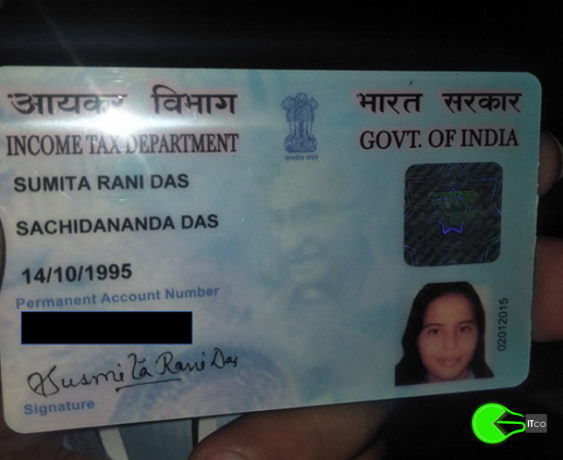 आयकर विभाग
भारत सरकार
INCOME TAX DEPARTMENT
GOVT. OF INDIA
सत्यमेव जयते
SUMITA RANI DAS
SACHIDANANDA DAS
14/10/1995
Permanent Account Number
Susmita Rani Das
Signature
02012015
ITCO